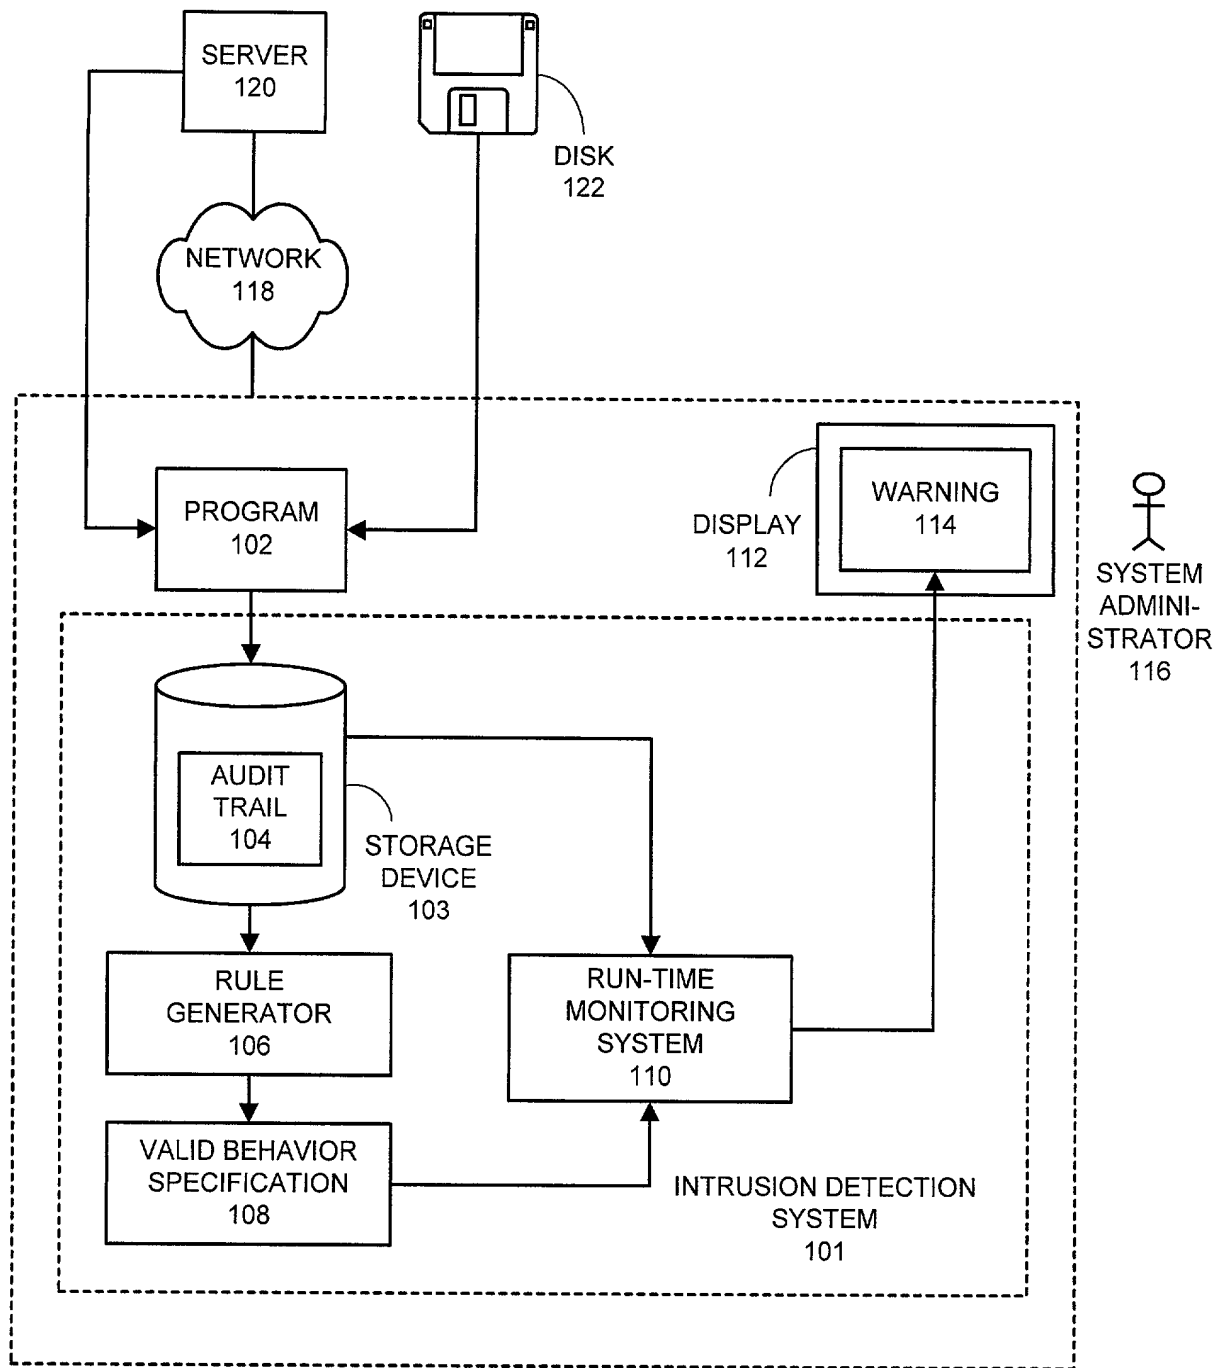 SERVER
120
DISK
122
NETWORK
118
PROGRAM
102
WARNING
114
DISPLAY
112
SYSTEM
ADMINI-
STRATOR
116
AUDIT
TRAIL
104
STORAGE
DEVICE
103
RULE
GENERATOR
106
RUN-TIME
MONITORING
SYSTEM
110
VALID BEHAVIOR
SPECIFICATION
108
INTRUSION DETECTION
SYSTEM
101